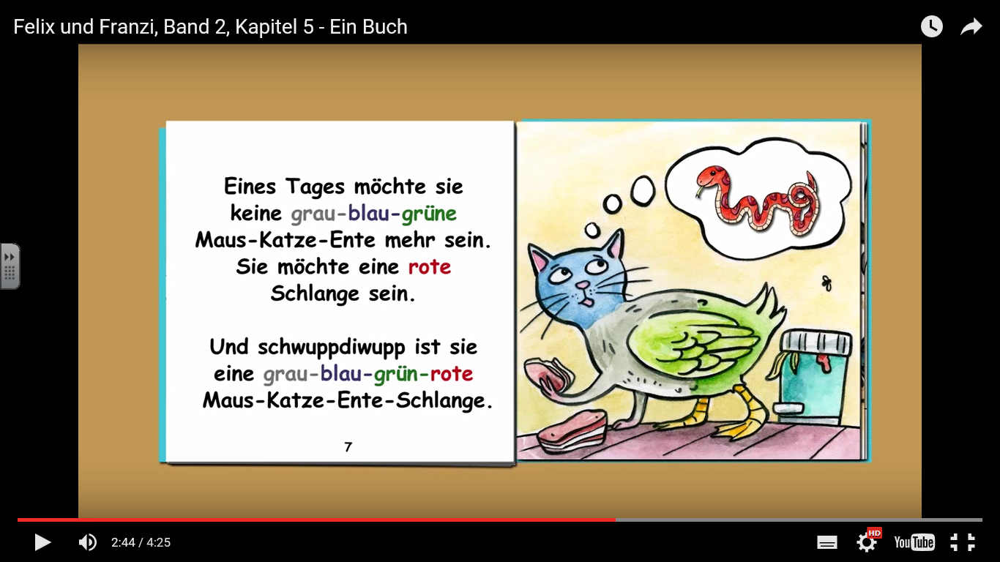 Felix und Franzi, Band 2, Kapitel 5 - Ein Buch
Eines Tages möchte sie
keine grau-blau-grüne
Maus-Katze-Ente mehr sein.
Sie möchte eine rote
Schlange sein.
Und schwuppdiwupp ist sie
eine grau-blau-grün-rote
Maus-Katze-Ente-Schlange.
7
2:44 / 4:25
HD
YouTube